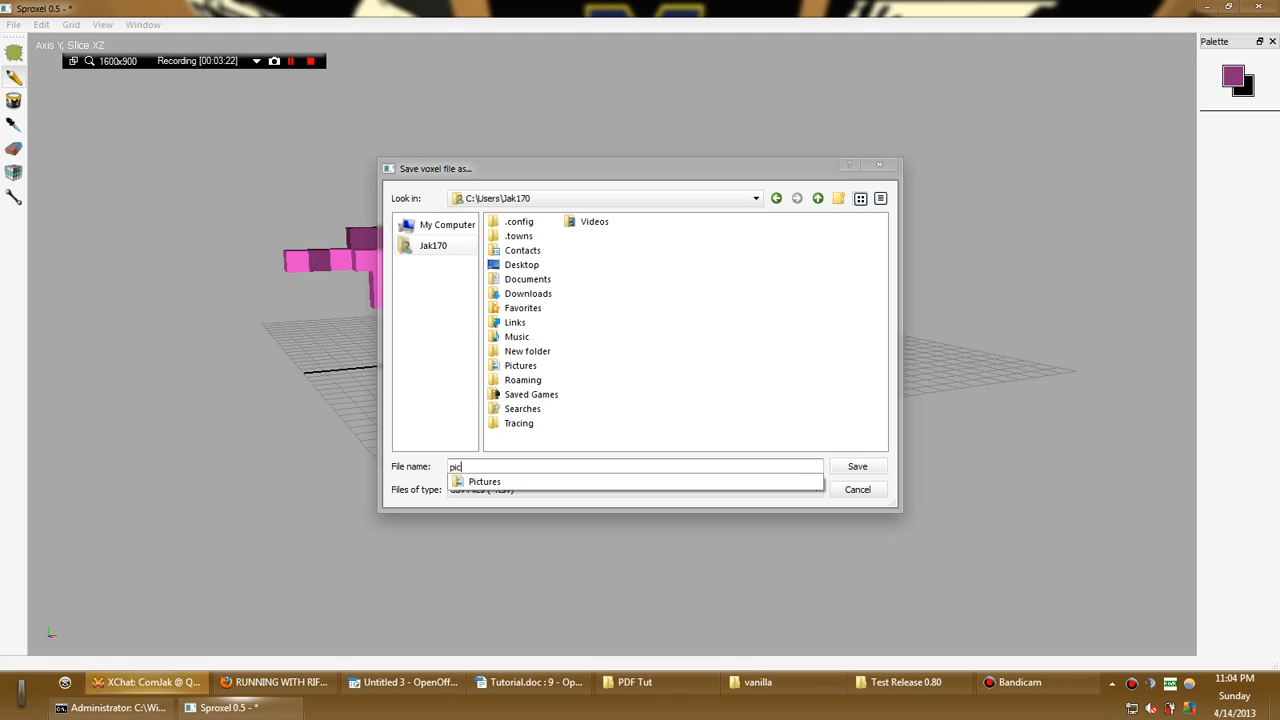 Sproxel 0.5 - *
File Edit Grid View Window
Axis Y, Slice XZ
1600x900 Recording [00:03:22]
Palette
Save voxel file as...
Look in: C:\Users\Jak170
My Computer
Jak170
.config
.towns
Contacts
Desktop
Documents
Downloads
Favorites
Links
Music
New folder
Pictures
Roaming
Saved Games
Searches
Tracing
Videos
File name: pic
Save
Pictures
Files of type: CSV Files (*.csv)
Cancel
XChat: ComJak @ Q... RUNNING WITH RIF... Untitled 3 - OpenOff... Tutorial.doc : 9 - Op... PDF Tut vanilla Test Release 0.80 Bandicam
Administrator: C:\Wi... Sproxel 0.5 - *
11:04 PM
Sunday
4/14/2013